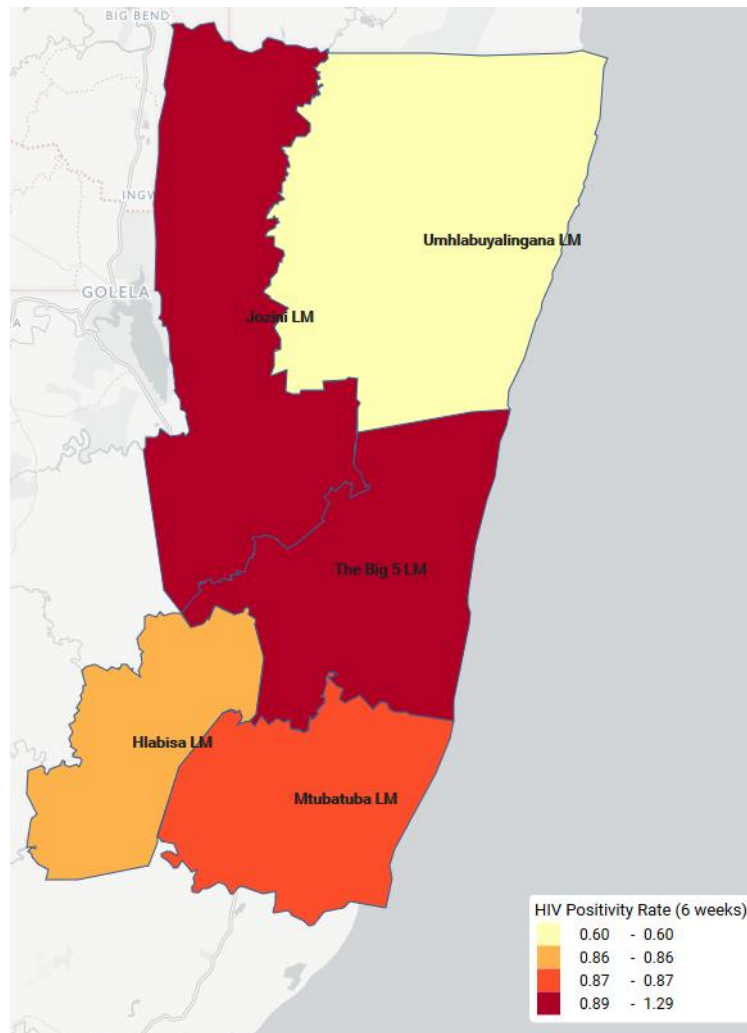 BIG BEND
INGW
Umhlabuyalingana LM
GOLELA
Jozini LM
A
The Big 5 LM
Hlabisa LM
Mtubatuba LM
HIV Positivity Rate (6 weeks)
0.60 - 0.60
0.86 - 0.86
0.87 - 0.87
0.89 - 1.29